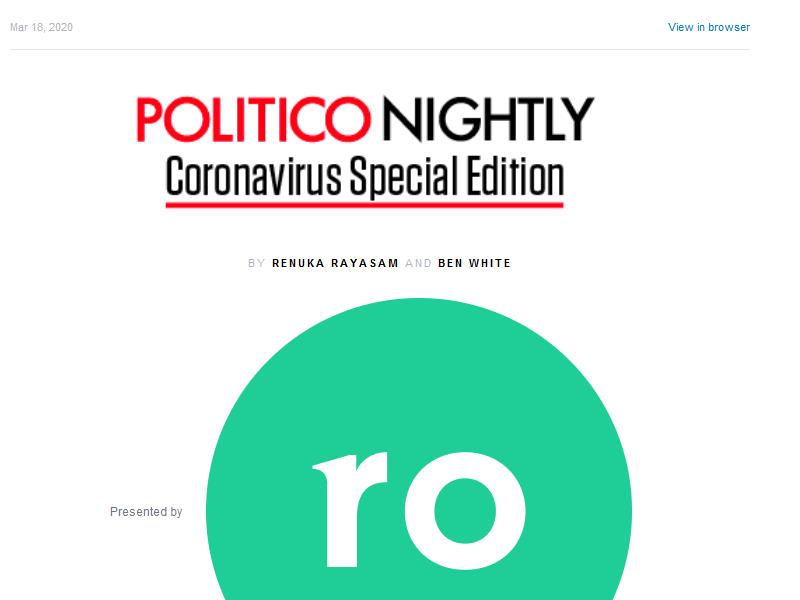 Mar 18, 2020
View in browser
POLITICO NIGHTLY
Coronavirus Special Edition
BY RENUKA RAYASAM AND BEN WHITE
Presented by
ro